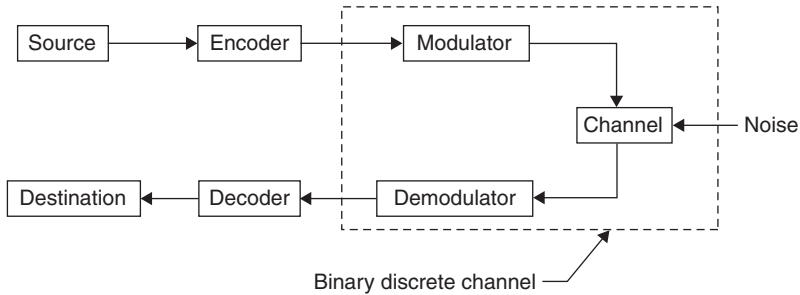 Source
Encoder
Modulator
Channel
Noise
Destination
Decoder
Demodulator
Binary discrete channel